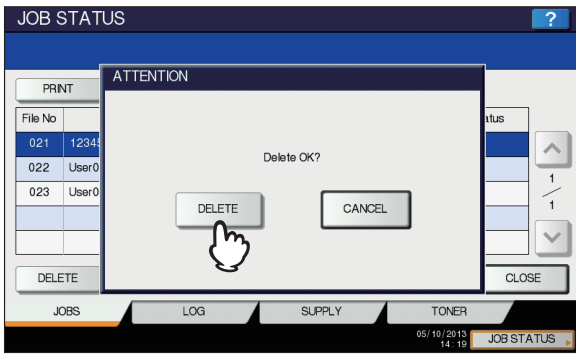 JOB STATUS
?
ATTENTION
PRINT
File No
atus
021 12345
022 User0
023 User0
Delete OK?
1
1
DELETE
CANCEL
DELETE
CLOSE
JOBS
LOG
SUPPLY
TONER
05/10/2013
14:19
JOB STATUS